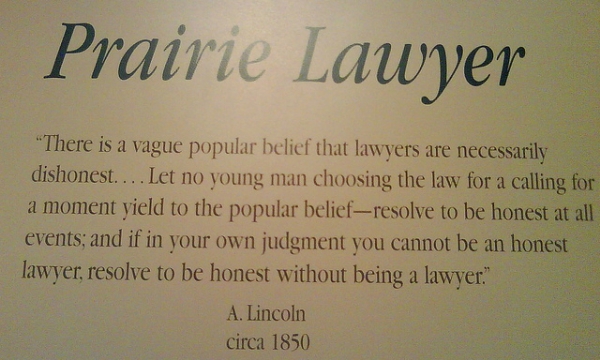 Prairie Lawyer
“There is a vague popular belief that lawyers are necessarily
dishonest. . . . Let no young man choosing the law for a calling for
a moment yield to the popular belief—resolve to be honest at all
events; and if in your own judgment you cannot be an honest
lawyer, resolve to be honest without being a lawyer.”
A. Lincoln
circa 1850